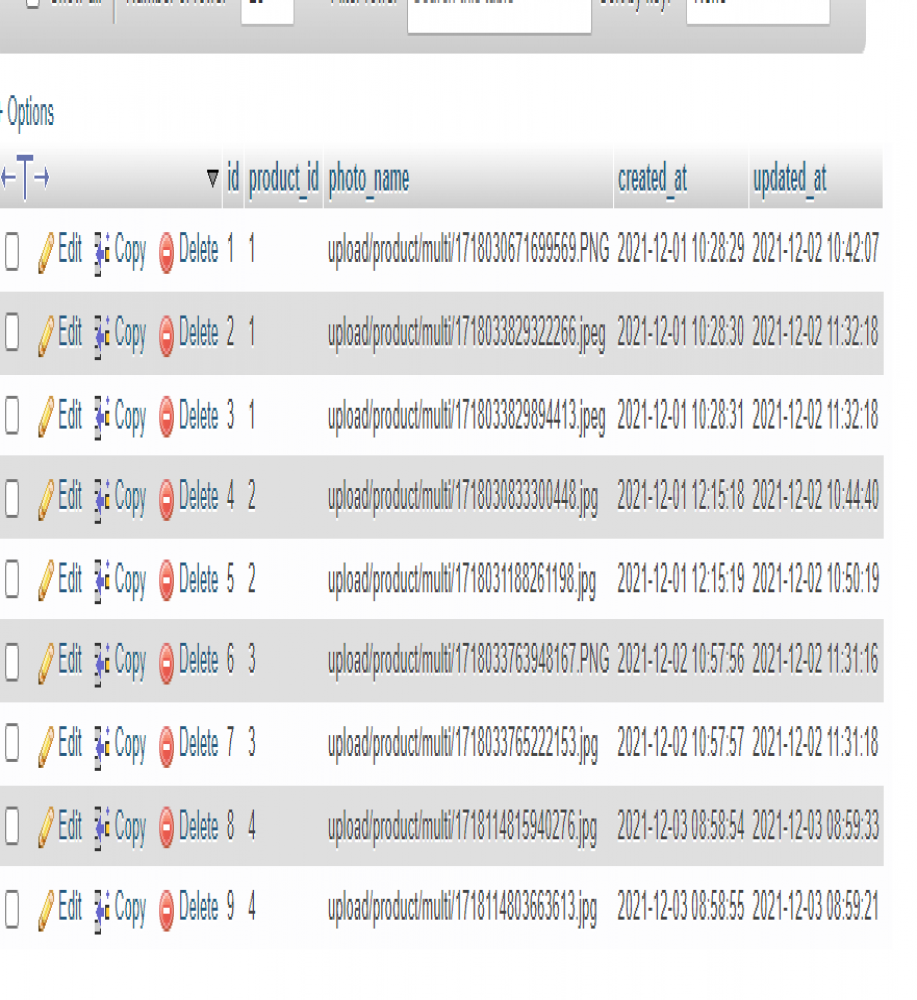 Options
id product_id photo_name created_at updated_at
Edit Copy Delete 1 1 upload/product/multi/1718030671699569.PNG 2021-12-01 10:28:29 2021-12-02 10:42:07
Edit Copy Delete 2 1 upload/product/multi/1718033829322266.jpeg 2021-12-01 10:28:30 2021-12-02 11:32:18
Edit Copy Delete 3 1 upload/product/multi/1718033829894413.jpeg 2021-12-01 10:28:31 2021-12-02 11:32:18
Edit Copy Delete 4 2 upload/product/multi/1718030833300448.jpg 2021-12-01 12:15:18 2021-12-02 10:44:40
Edit Copy Delete 5 2 upload/product/multi/1718031188261198.jpg 2021-12-01 12:15:19 2021-12-02 10:50:19
Edit Copy Delete 6 3 upload/product/multi/1718033763948167.PNG 2021-12-02 10:57:56 2021-12-02 11:31:16
Edit Copy Delete 7 3 upload/product/multi/1718033765222153.jpg 2021-12-02 10:57:57 2021-12-02 11:31:18
Edit Copy Delete 8 4 upload/product/multi/1718114815940276.jpg 2021-12-03 08:58:54 2021-12-03 08:59:33
Edit Copy Delete 9 4 upload/product/multi/1718114803663613.jpg 2021-12-03 08:58:55 2021-12-03 08:59:21